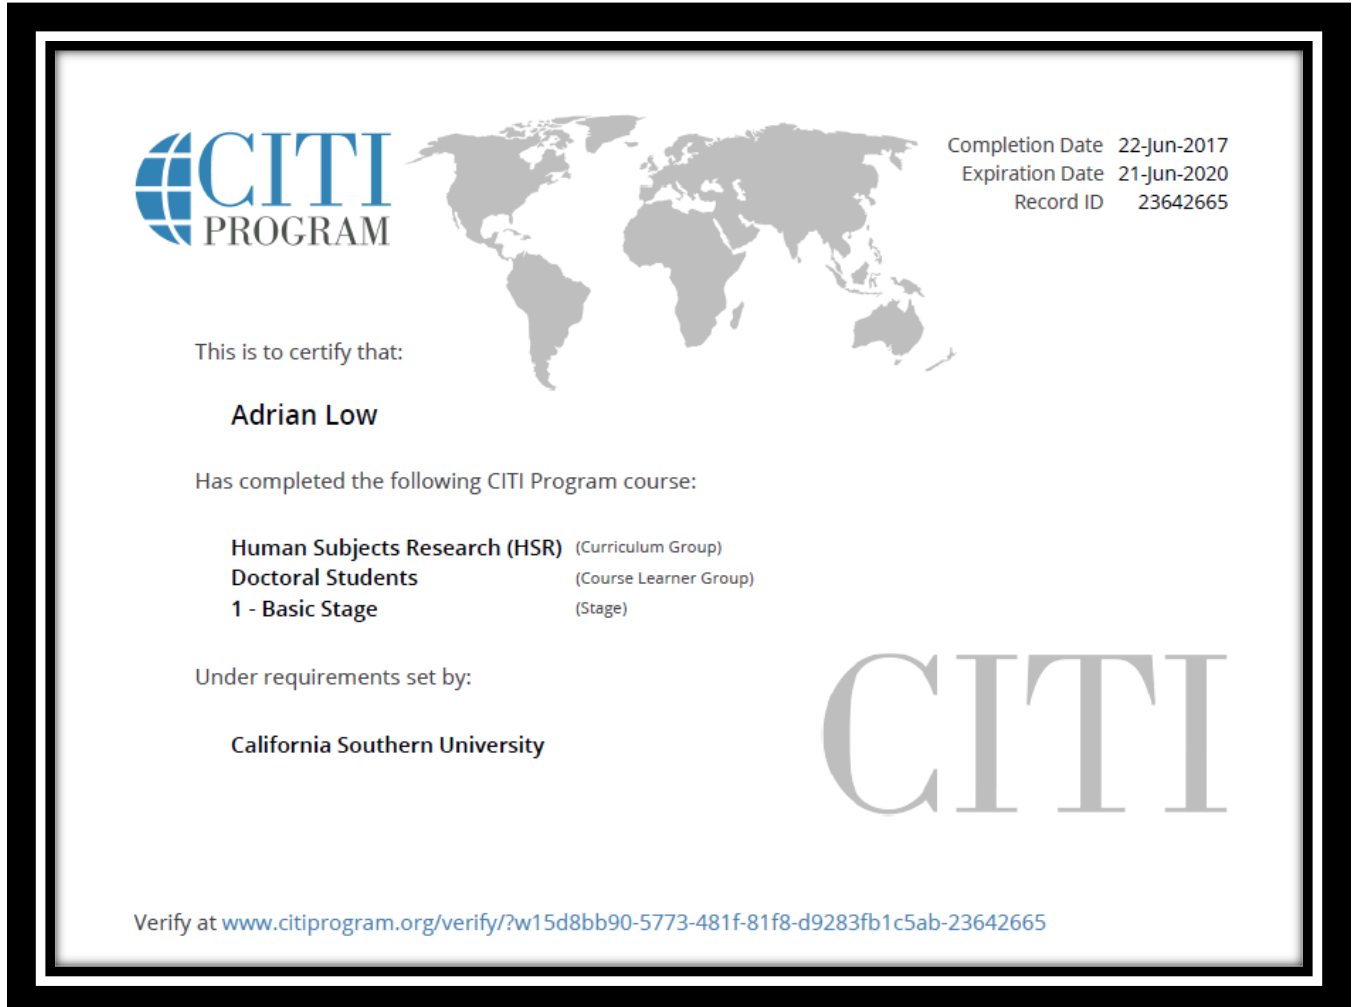 CITI
PROGRAM
Completion Date 22-Jun-2017
Expiration Date 21-Jun-2020
Record ID 23642665
This is to certify that:
Adrian Low
Has completed the following CITI Program course:
Human Subjects Research (HSR) (Curriculum Group)
Doctoral Students (Course Learner Group)
1 - Basic Stage (Stage)
Under requirements set by:
California Southern University
CITI
Verify at www.citiprogram.org/verify/?w15d8bb90-5773-481f-81f8-d9283fb1c5ab-23642665